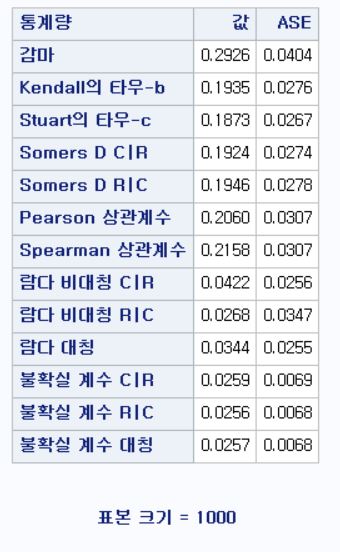 통계량 값 ASE
감마 0.2926 0.0404
Kendall의 타우-b 0.1935 0.0276
Stuart의 타우-c 0.1873 0.0267
Somers D C|R 0.1924 0.0274
Somers D R|C 0.1946 0.0278
Pearson 상관계수 0.2060 0.0307
Spearman 상관계수 0.2158 0.0307
람다 비대칭 C|R 0.0422 0.0256
람다 비대칭 R|C 0.0268 0.0347
람다 대칭 0.0344 0.0255
불확실 계수 C|R 0.0259 0.0069
불확실 계수 R|C 0.0256 0.0068
불확실 계수 대칭 0.0257 0.0068
표본 크기 = 1000